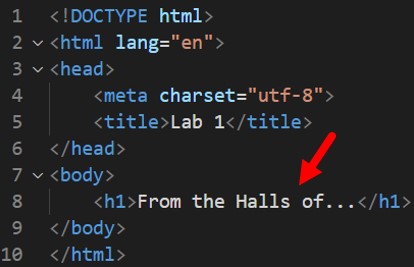 1 <!DOCTYPE html>
2 <html lang="en">
3 <head>
4 <meta charset="utf-8">
5 <title>Lab 1</title>
6 </head>
7 <body>
8 <h1>From the Halls of...</h1>
9 </body>
10 </html>